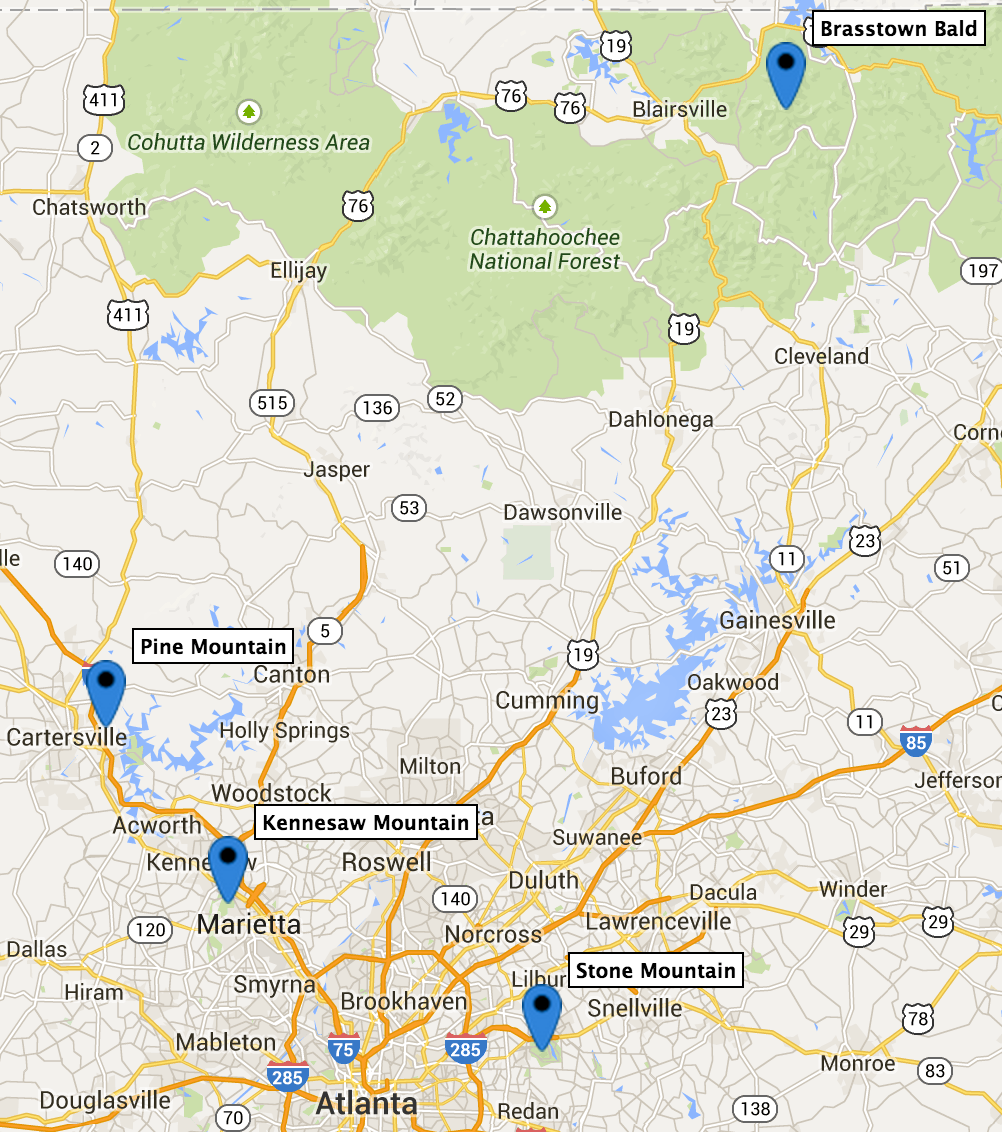 Brasstown Bald
19
411
76
76
Blairsville
2
Cohutta Wilderness Area
Chatsworth
76
Chattahoochee
National Forest
Ellijay
197
411
19
Cleveland
515
136
52
Dahlonega
Corn
Jasper
53
Dawsonville
23
lle
140
11
51
5
Gainesville
Pine Mountain
19
Canton
Oakwood
Cumming
23
11
Cartersville
Holly Springs
85
Milton
Buford
Jefferson
Woodstock
Kennesaw Mountain
Acworth
Suwanee
Kennesaw
Roswell
Duluth
Dacula
Winder
140
Marietta
120
Lawrenceville
29
29
Norcross
Dallas
Stone Mountain
Lilbur
Smyrna
Hiram
Brookhaven
Snellville
78
Mableton
75
285
Monroe
83
285
Douglasville
Atlanta
Redan
138
70